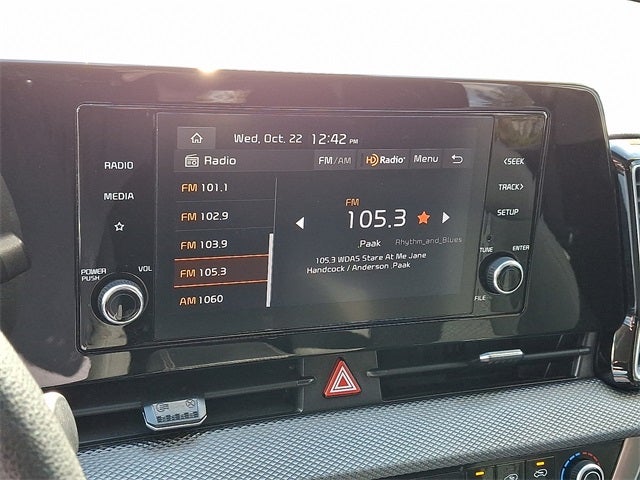 Wed, Oct. 22 12:42 PM
Radio FM/AM HD Radio Menu
FM 101.1
FM 102.9
FM 103.9
FM 105.3
AM 1060
FM
105.3
.Paak Rhythm_and_Blues
105.3 WDAS Stare At Me Jane
Handcock / Anderson .Paak
RADIO
MEDIA
POWER
PUSH
VOL
<SEEK
TRACK>
SETUP
TUNE
ENTER
FILE